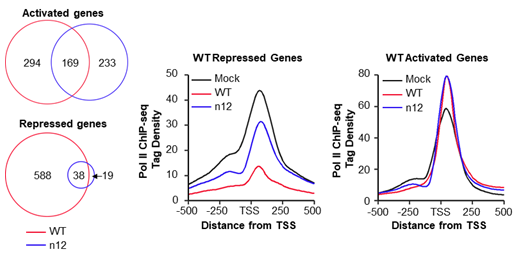 Activated genes
294
169
233
Repressed genes
588
38
19
WT
n12
WT Repressed Genes
Pol II ChIP-seq
Tag Density
50
40
30
20
10
0
Mock
WT
n12
-500
-250
TSS
250
500
Distance from TSS
WT Activated Genes
Pol II ChIP-seq
Tag Density
80
60
40
20
0
Mock
WT
n12
-500
-250
TSS
250
500
Distance from TSS